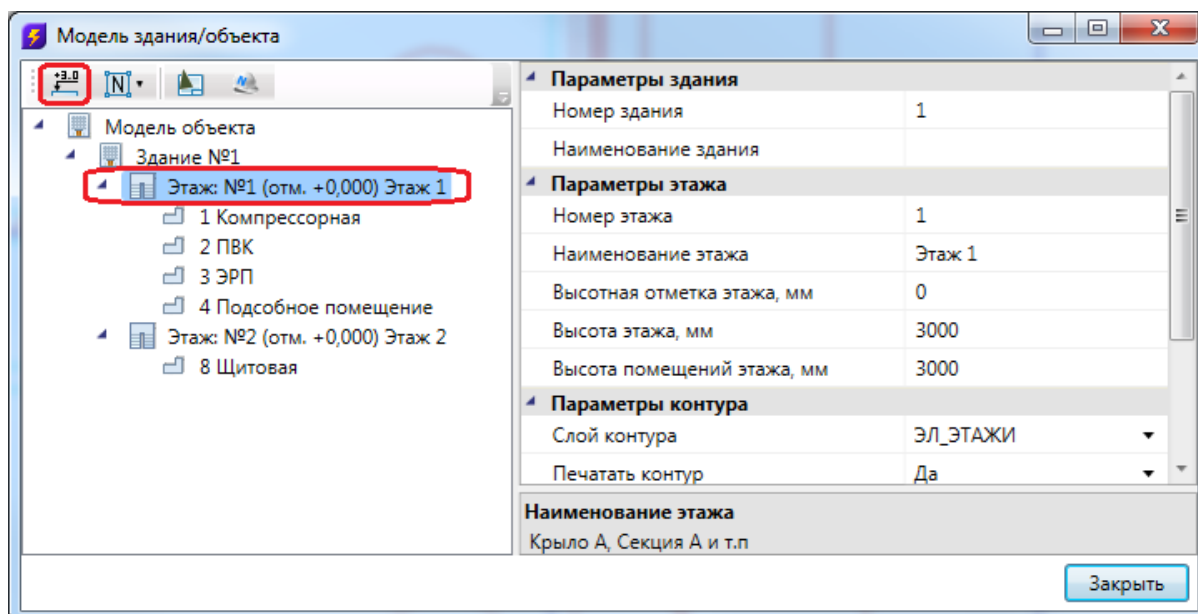 Модель здания/объекта
+3.0
N
Модель объекта
Здание №1
Этаж: №1 (отм. +0,000) Этаж 1
1 Компрессорная
2 ПВК
3 ЭРП
4 Подсобное помещение
Этаж: №2 (отм. +0,000) Этаж 2
8 Щитовая
Параметры здания
Номер здания 1
Наименование здания
Параметры этажа
Номер этажа 1
Наименование этажа Этаж 1
Высотная отметка этажа, мм 0
Высота этажа, мм 3000
Высота помещений этажа, мм 3000
Параметры контура
Слой контура ЭЛ_ЭТАЖИ
Печатать контур Да
Наименование этажа
Крыло А, Секция А и т.п
Закрыть